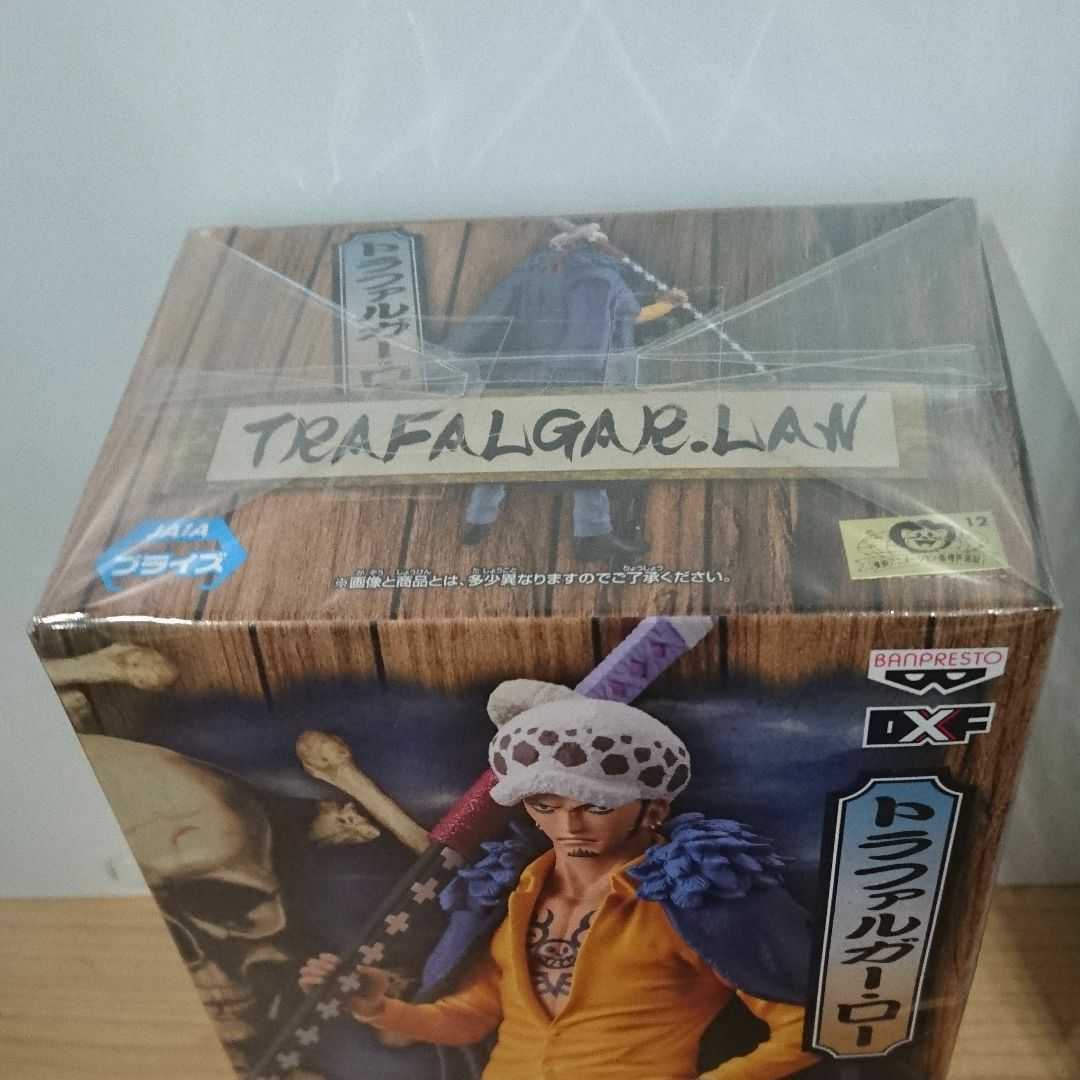 トラファルガー・ロー
TRAFALGAR.LAW
JAIA
プライズ
※画像と商品とは、多少異なりますのでご了承ください。
12
BANPRESTO
DXF
トラファルガー・ロー